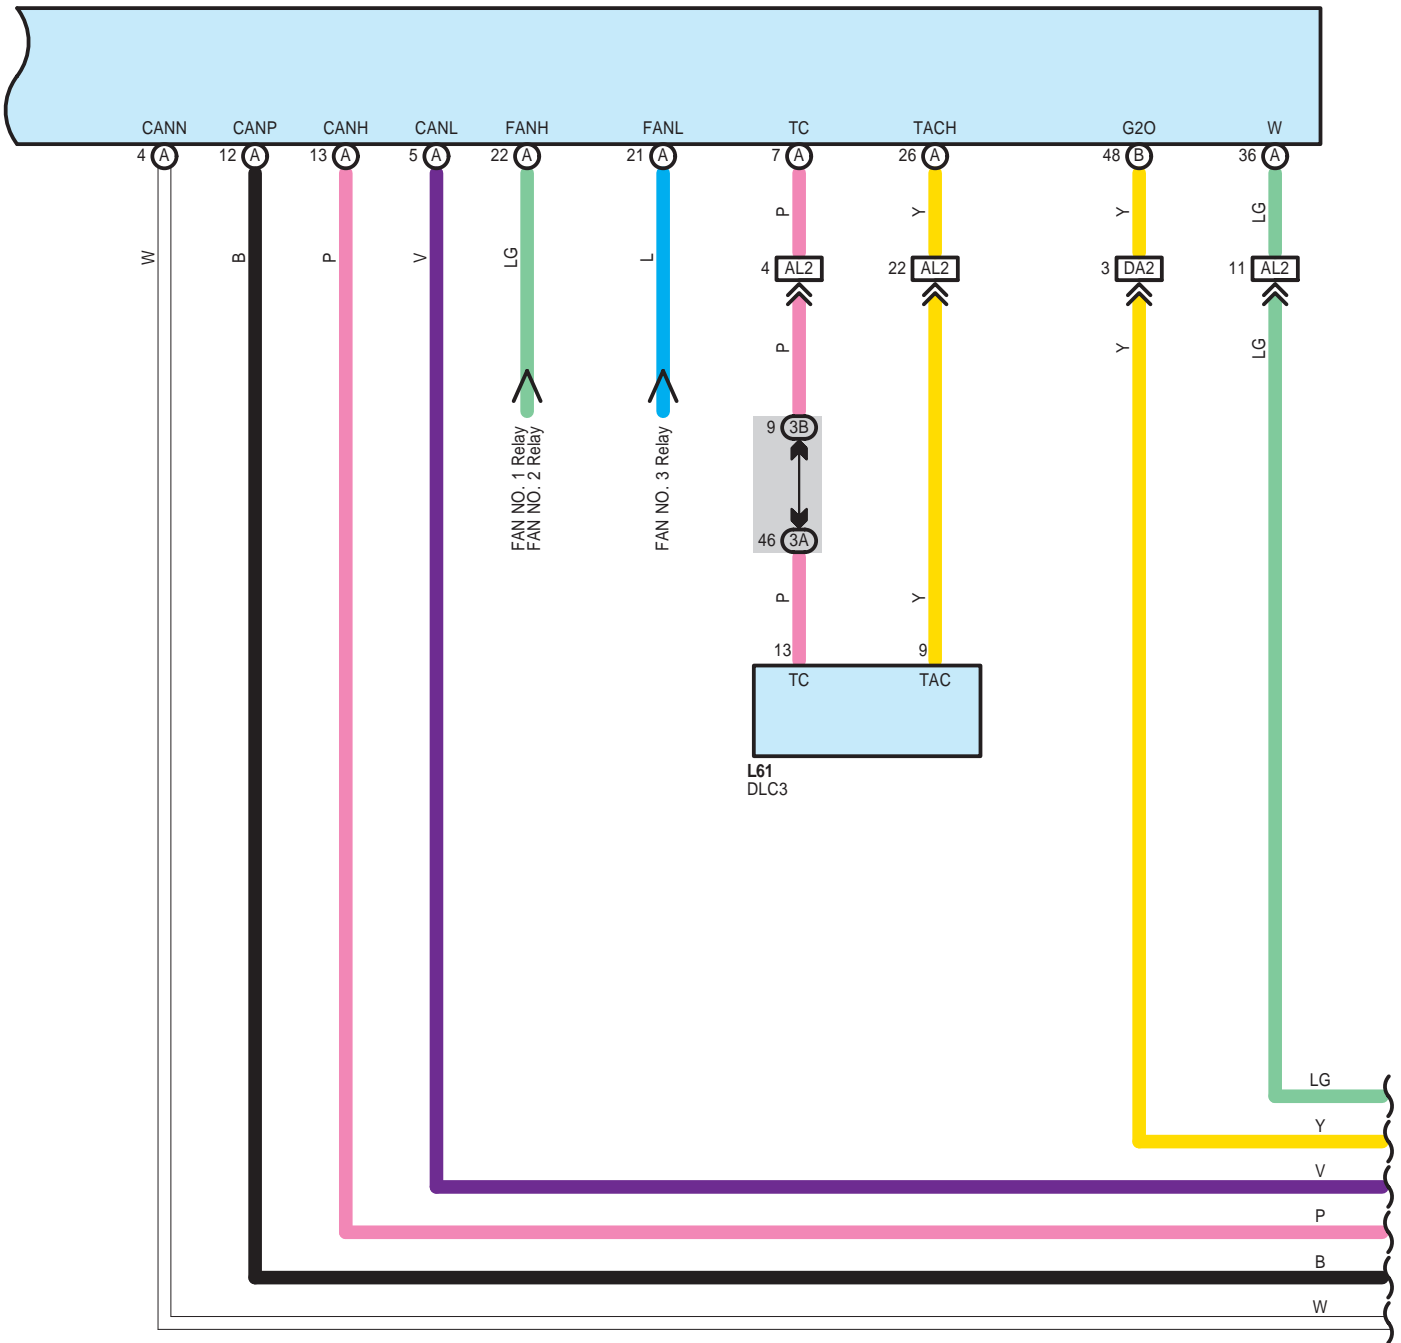 CANN CANP CANH CANL FANH FANL TC TACH G2O W
4 A 12 A 13 A 5 A 22 A 21 A 7 A 26 A 48 B 36 A
P Y Y LG
W B P V LG L
4 AL2 22 AL2 3 DA2 11 AL2
P Y LG
9 3B
FAN NO. 1 Relay
FAN NO. 2 Relay
FAN NO. 3 Relay
46 3A
P Y
13 9
TC TAC
L61
DLC3
LG
Y
V
P
B
W